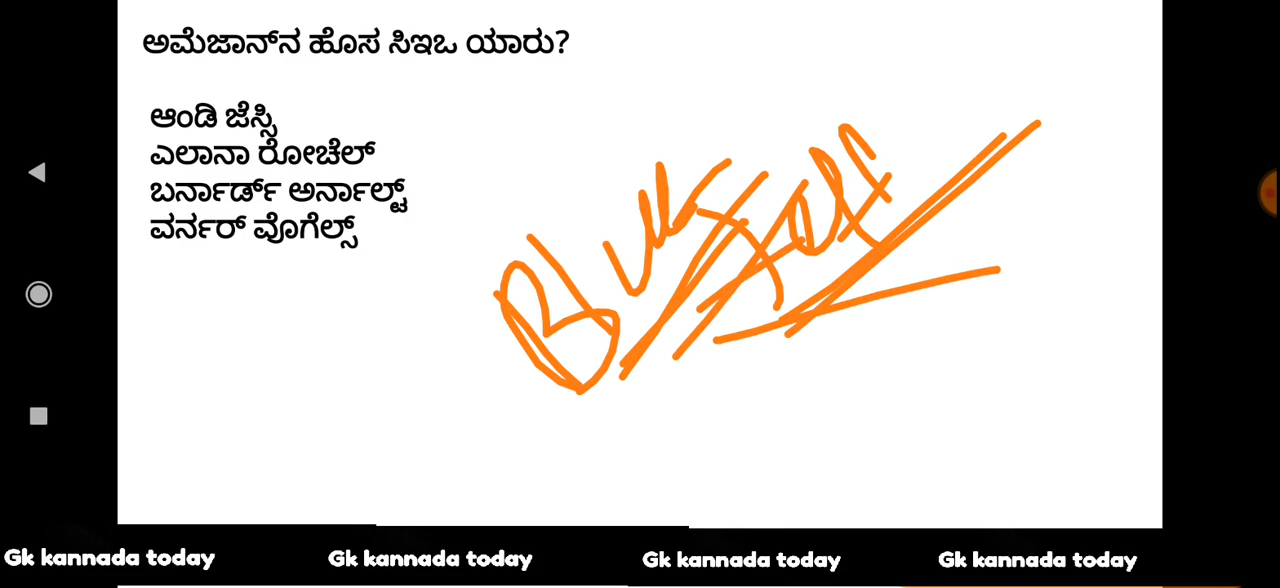 ಅಮೆಜಾನ್‌ನ ಹೊಸ ಸಿಇಒ ಯಾರು?
ಆಂಡಿ ಜೆಸ್ಸಿ
ಎಲಾನಾ ರೋಚೆಲ್
ಬರ್ನಾರ್ಡ್ ಅರ್ನಾಲ್ಟ್
ವರ್ನರ್ ವೊಗೆಲ್ಸ್
Gk kannada today Gk kannada today Gk kannada today Gk kannada today